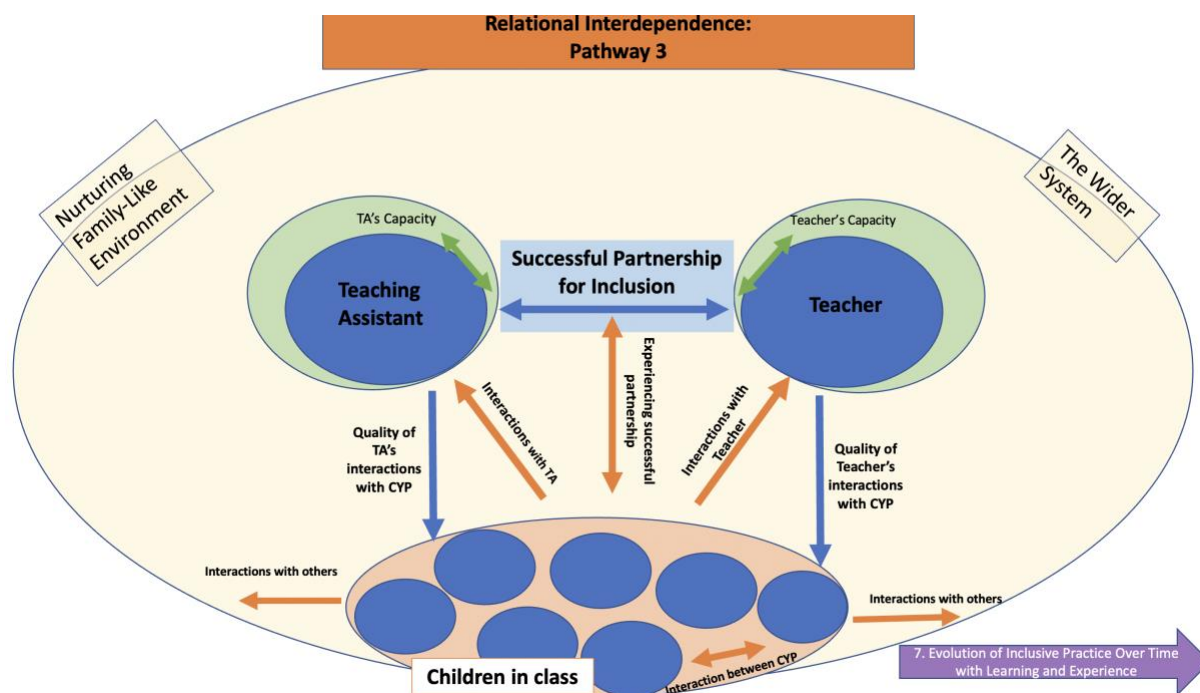 Relational Interdependence:
Pathway 3
Nurturing
Family-Like
Environment
The Wider
System
TA's Capacity
Teaching
Assistant
Successful Partnership
for Inclusion
Teacher's Capacity
Teacher
Experiencing successful
partnership
Interactions with TA
Interactions with
Teacher
Quality of
TA's
interactions
with CYP
Quality of
Teacher's
interactions
with CYP
Interactions with others
Interactions with others
Interaction between CYP
Children in class
7. Evolution of Inclusive Practice Over Time
with Learning and Experience